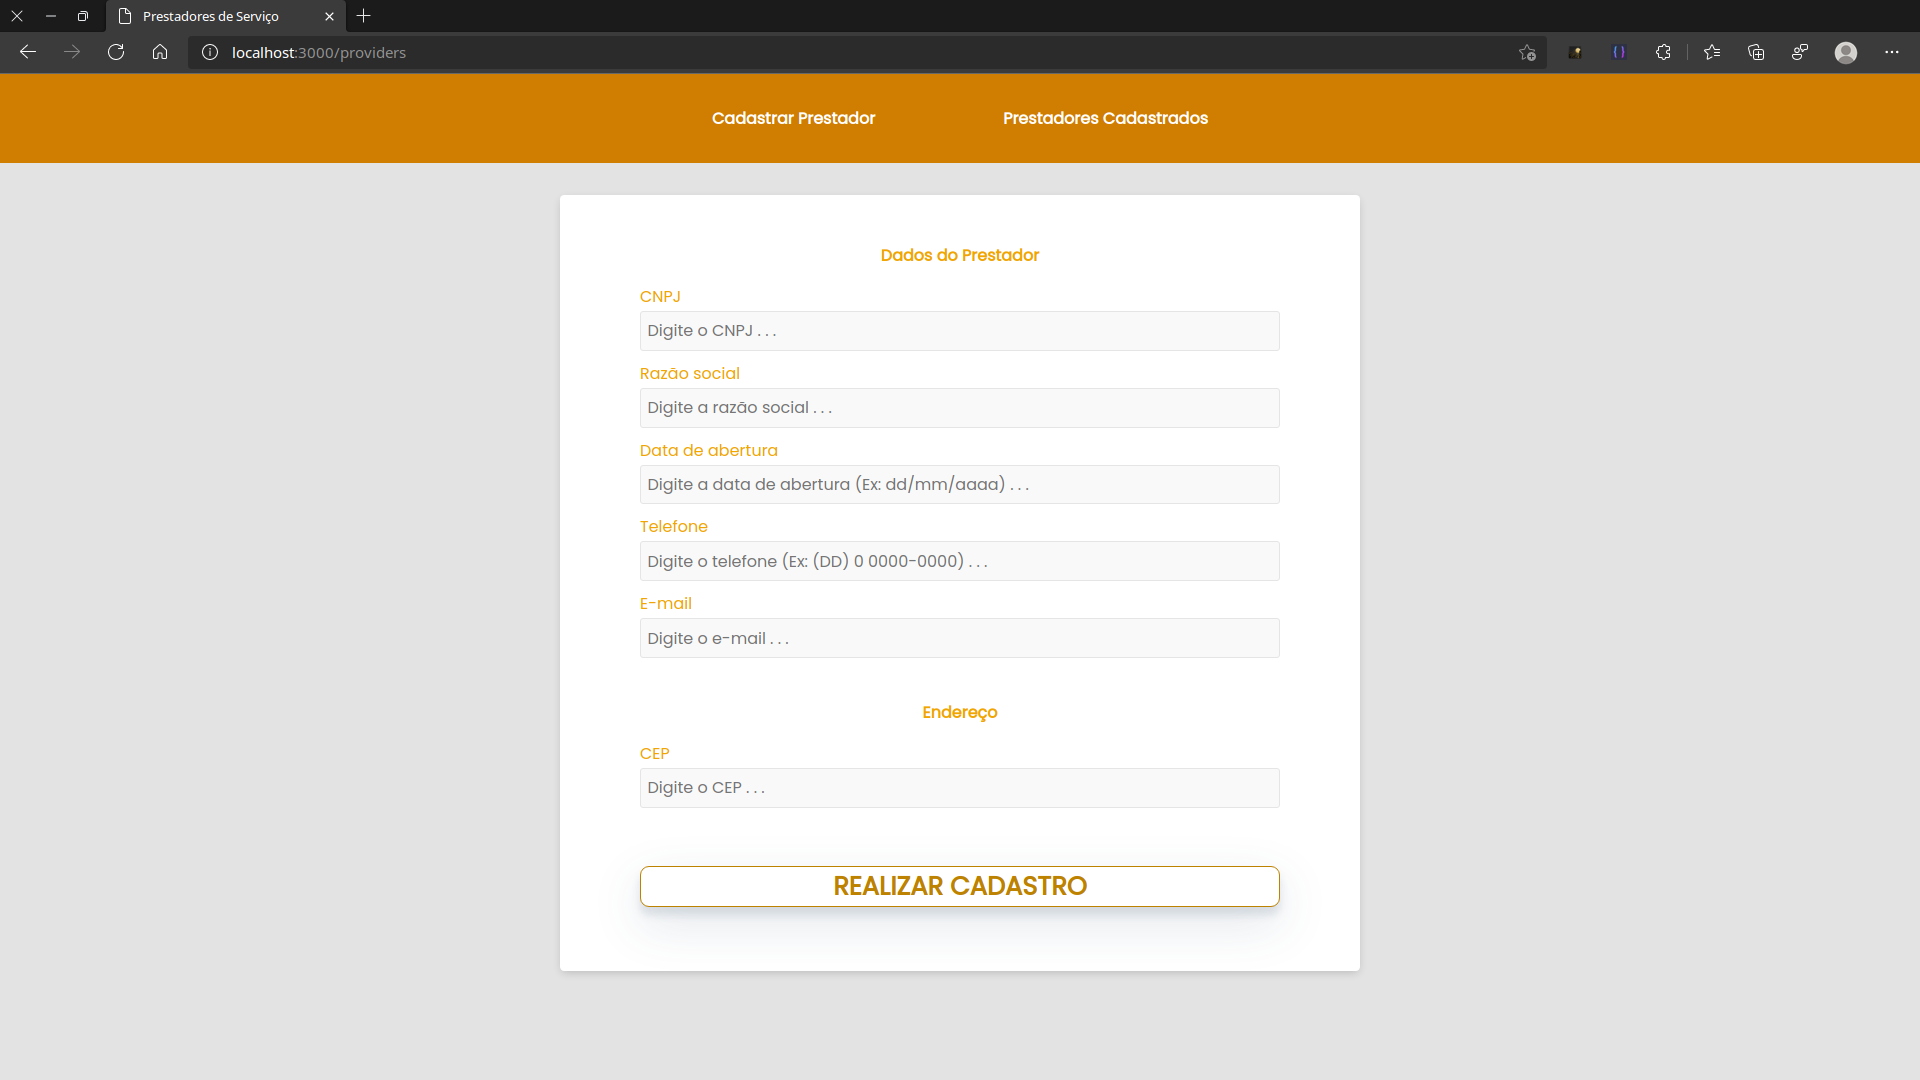 Prestadores de Serviço
localhost:3000/providers
Cadastrar Prestador
Prestadores Cadastrados
Dados do Prestador
CNPJ
Digite o CNPJ . . .
Razão social
Digite a razão social . . .
Data de abertura
Digite a data de abertura (Ex: dd/mm/aaaa) . . .
Telefone
Digite o telefone (Ex: (DD) 0 0000-0000) . . .
E-mail
Digite o e-mail . . .
Endereço
CEP
Digite o CEP . . .
REALIZAR CADASTRO